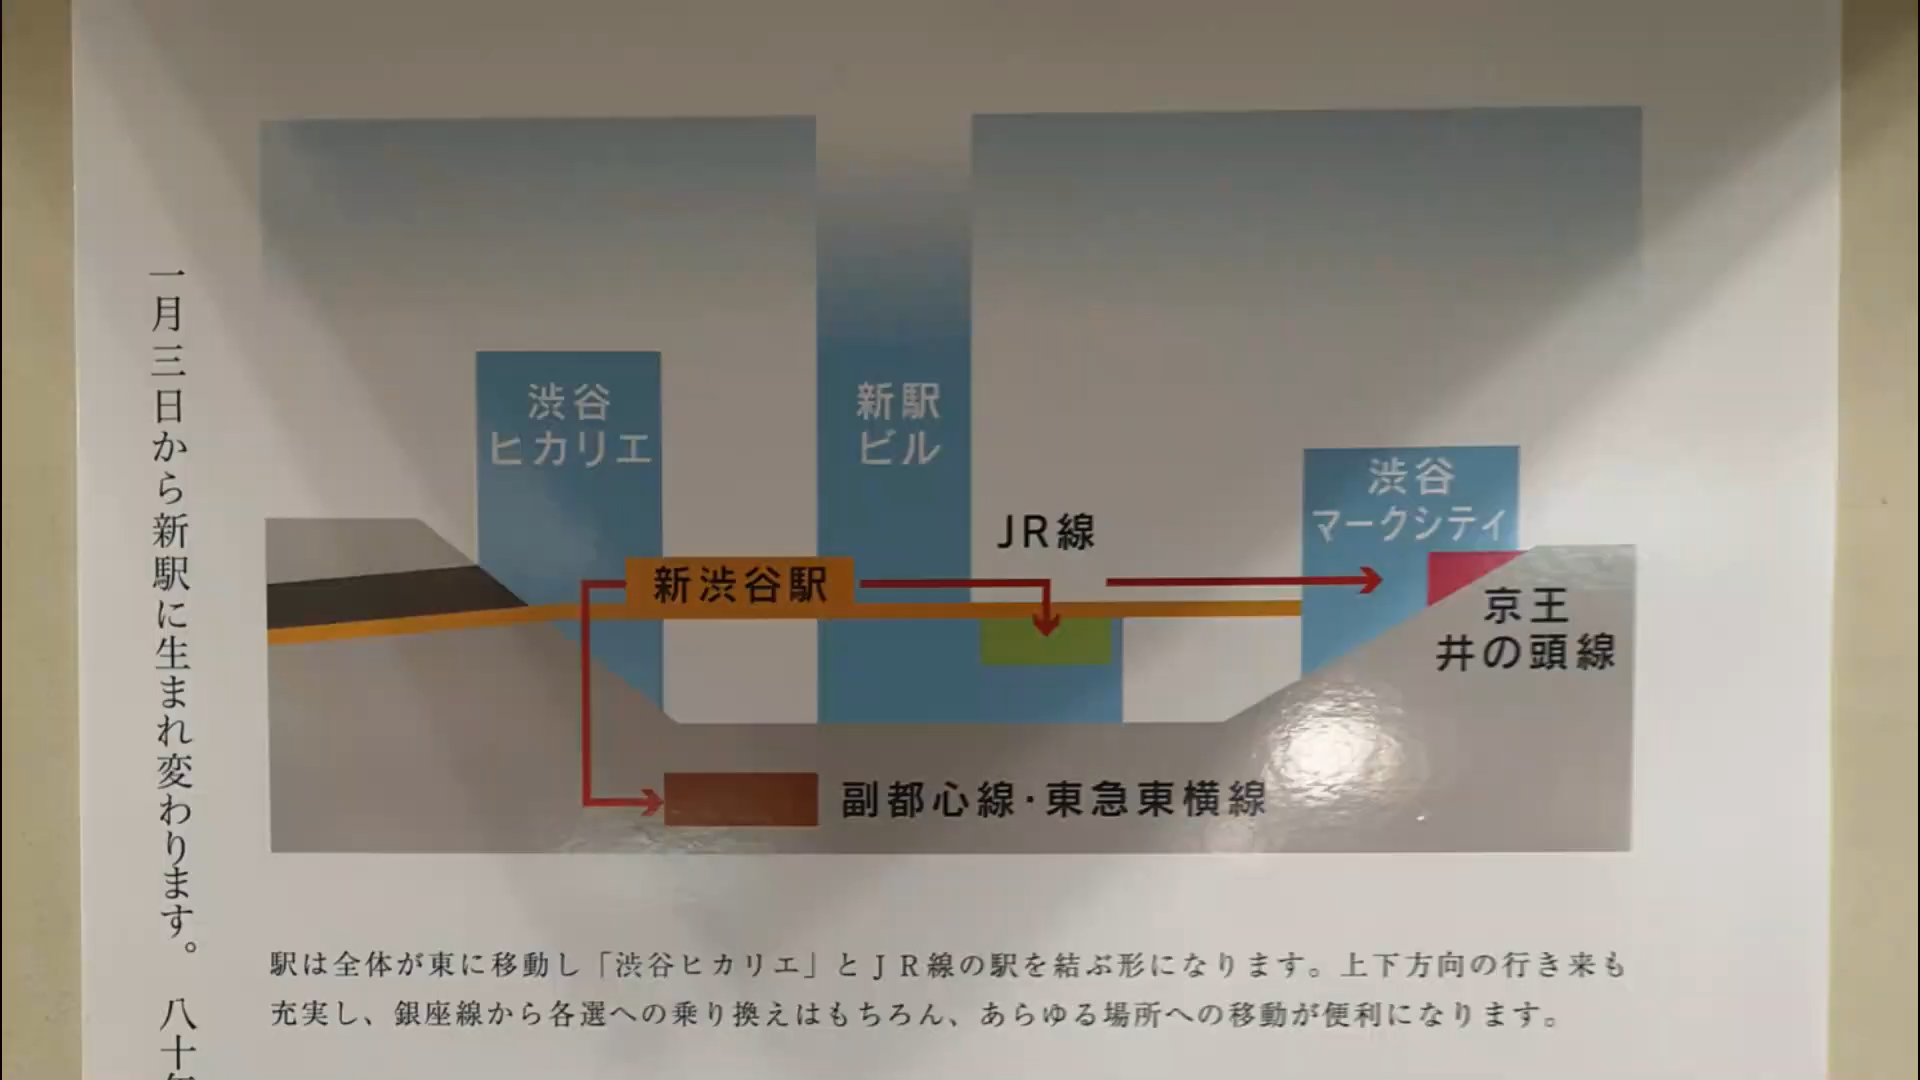 一月三日から新駅に生まれ変わります。 八十年
渋谷
ヒカリエ
新駅
ビル
JR線
渋谷
マークシティ
新渋谷駅
京王
井の頭線
副都心線・東急東横線
駅は全体が東に移動し「渋谷ヒカリエ」とJR線の駅を結ぶ形になります。上下方向の行き来も
充実し、銀座線から各選への乗り換えはもちろん、あらゆる場所への移動が便利になります。